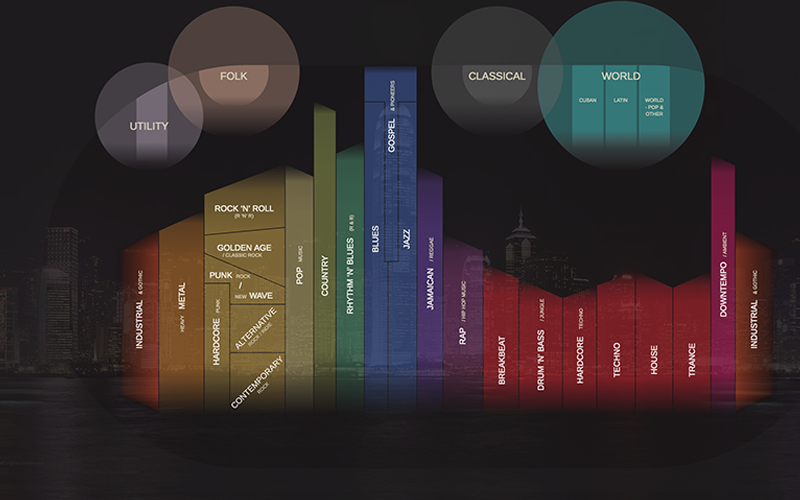 UTILITY
FOLK
CLASSICAL
WORLD
CUBAN
LATIN
WORLD
- POP &
OTHER
INDUSTRIAL & GOTHIC
HEAVY METAL
ROCK 'N' ROLL
(R 'N' R)
GOLDEN AGE
/ CLASSIC ROCK
PUNK ROCK
/
NEW WAVE
HARDCORE PUNK
ALTERNATIVE
ROCK / INDIE
CONTEMPORARY
ROCK
POP MUSIC
COUNTRY
RHYTHM 'N' BLUES (R & B)
BLUES
GOSPEL & PIONEERS
JAZZ
JAMAICAN / REGGAE
RAP / HIP HOP MUSIC
BREAKBEAT
DRUM 'N' BASS / JUNGLE
HARDCORE TECHNO
TECHNO
HOUSE
TRANCE
DOWNTEMPO / AMBIENT
INDUSTRIAL & GOTHIC